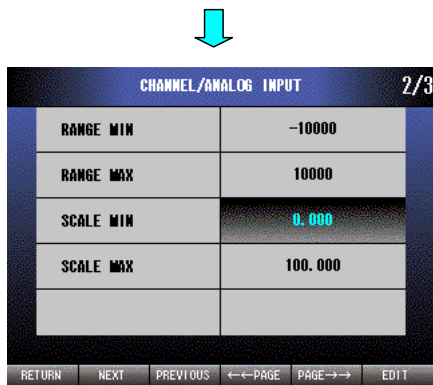 CHANNEL/ANALOG INPUT 2/3
RANGE MIN -10000
RANGE MAX 10000
SCALE MIN 0.000
SCALE MAX 100.000
RETURN NEXT PREVIOUS ←←PAGE PAGE→→ EDIT